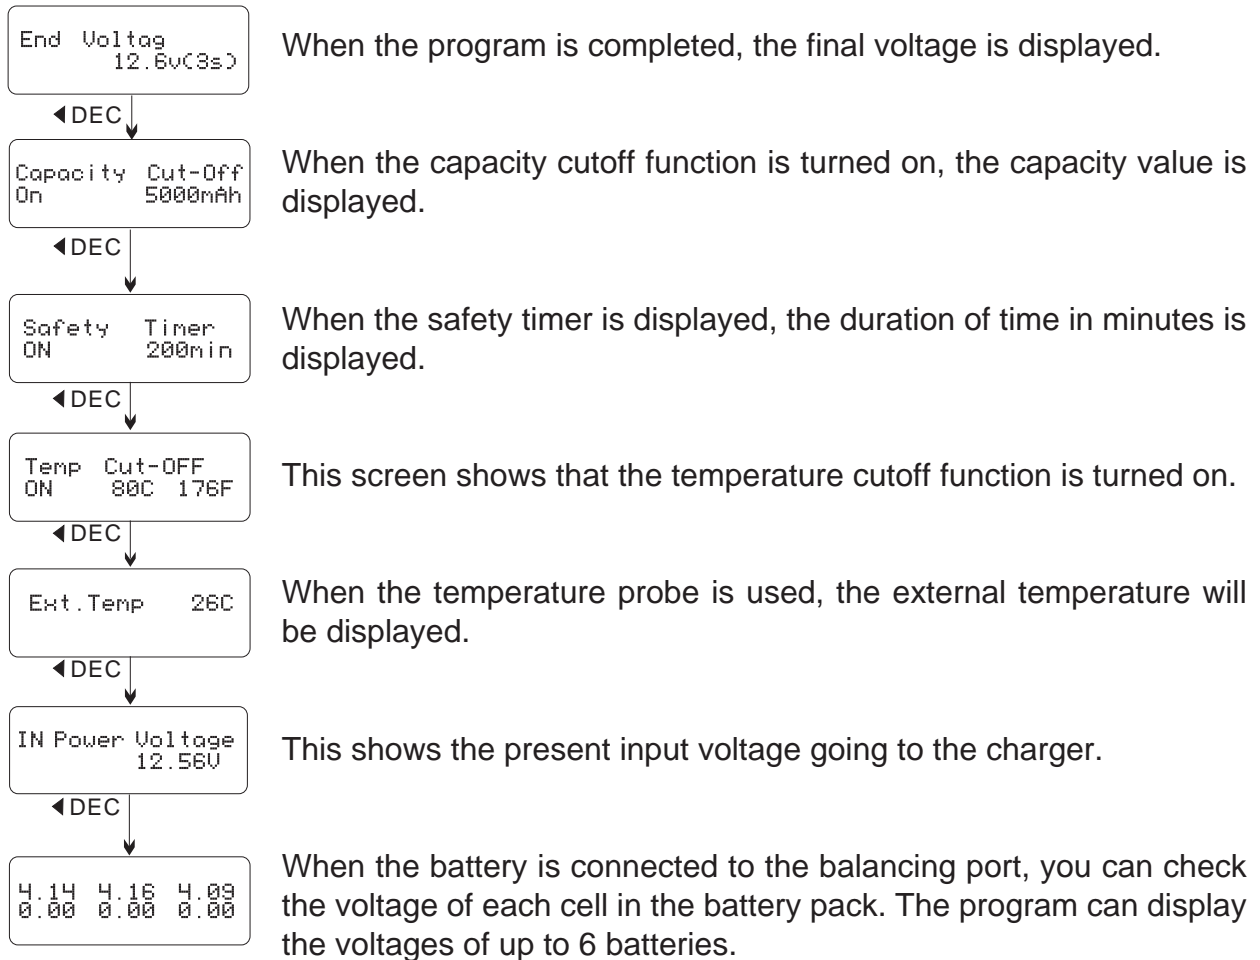 End Voltag
12.6v(3s)
When the program is completed, the final voltage is displayed.
◀DEC
Capacity Cut-Off
On 5000mAh
When the capacity cutoff function is turned on, the capacity value is
displayed.
◀DEC
Safety Timer
ON 200min
When the safety timer is displayed, the duration of time in minutes is
displayed.
◀DEC
Temp Cut-OFF
ON 80C 176F
This screen shows that the temperature cutoff function is turned on.
◀DEC
Ext.Temp 26C
When the temperature probe is used, the external temperature will
be displayed.
◀DEC
IN Power Voltage
12.56V
This shows the present input voltage going to the charger.
◀DEC
4.14 4.16 4.09
0.00 0.00 0.00
When the battery is connected to the balancing port, you can check
the voltage of each cell in the battery pack. The program can display
the voltages of up to 6 batteries.